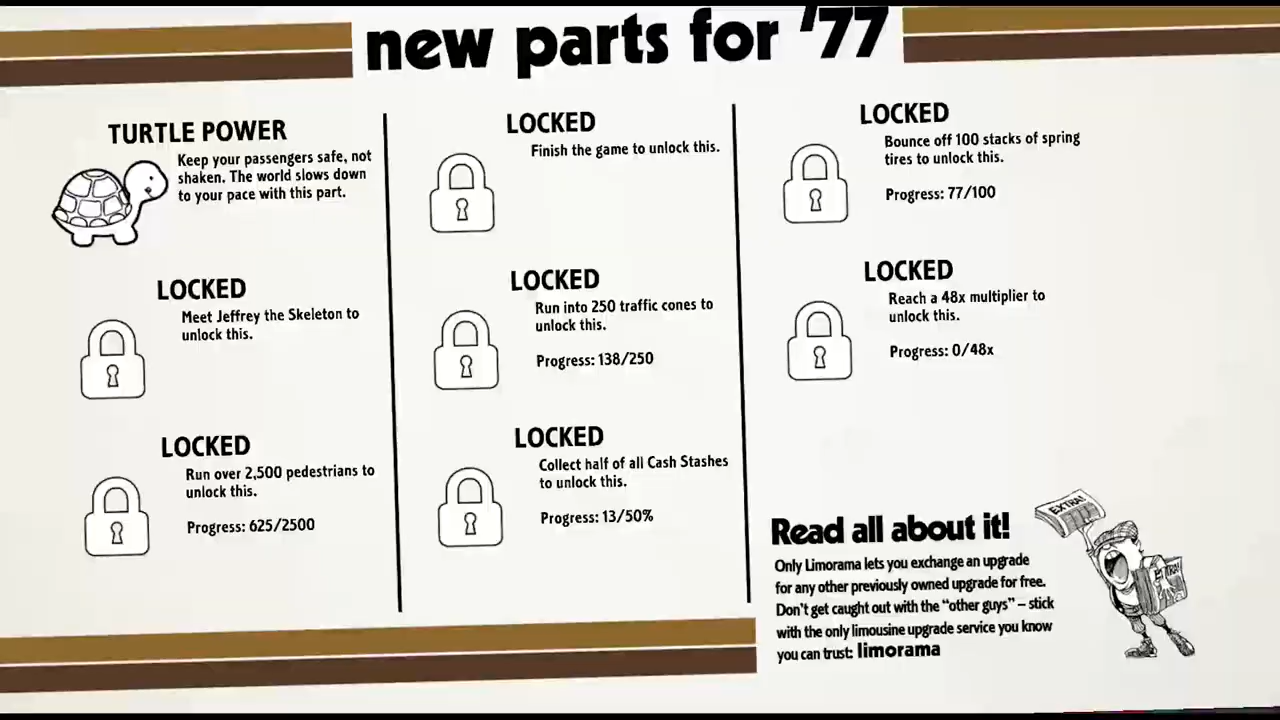 new parts for '77
TURTLE POWER
Keep your passengers safe, not
shaken. The world slows down
to your pace with this part.
LOCKED
Meet Jeffrey the Skeleton to
unlock this.
LOCKED
Run over 2,500 pedestrians to
unlock this.
Progress: 625/2500
LOCKED
Finish the game to unlock this.
LOCKED
Run into 250 traffic cones to
unlock this.
Progress: 138/250
LOCKED
Collect half of all Cash Stashes
to unlock this.
Progress: 13/50%
LOCKED
Bounce off 100 stacks of spring
tires to unlock this.
Progress: 77/100
LOCKED
Reach a 48x multiplier to
unlock this.
Progress: 0/48x
Read all about it!
Only Limorama lets you exchange an upgrade
for any other previously owned upgrade for free.
Don't get caught out with the “other guys” – stick
with the only limousine upgrade service you know
you can trust: limorama
EXTRA!
EXTRA!